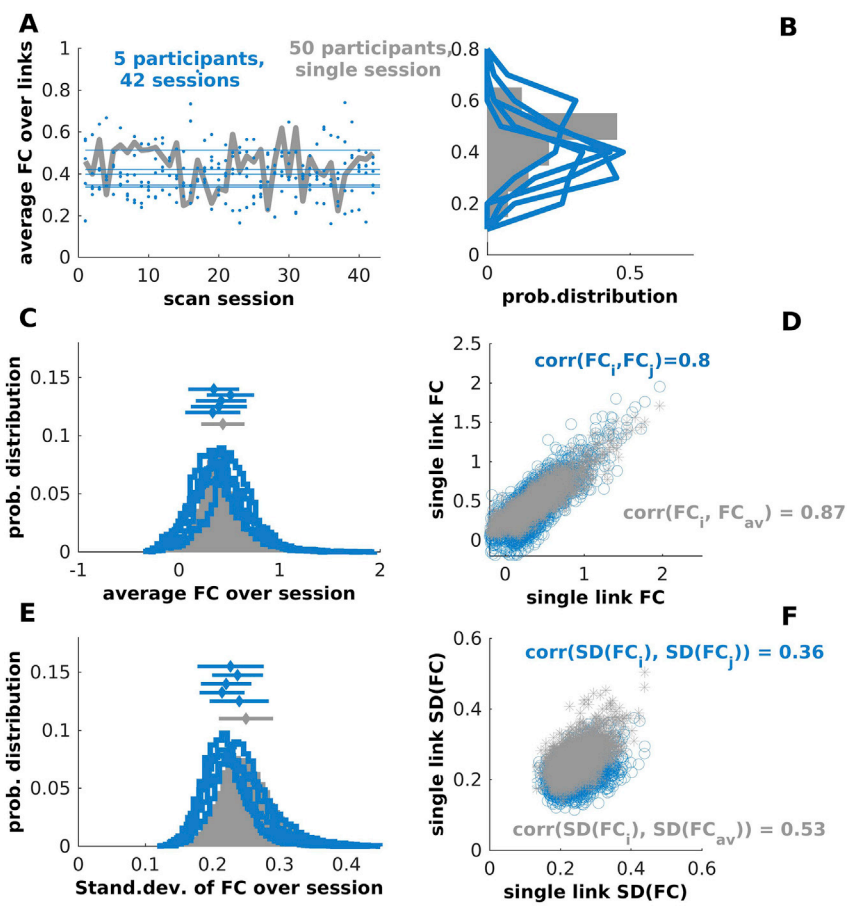 A
5 participants,
42 sessions
50 participants,
single session
1
0.8
0.6
0.4
0.2
0
0
10
20
30
40
average FC over links
scan session
B
0.8
0.6
0.4
0.2
0
0
0.5
prob.distribution
C
0.15
0.1
0.05
0
-1
0
1
2
prob. distribution
average FC over session
D
corr(FCi,FCj)=0.8
corr(FCi, FCav) = 0.87
2.5
2
1.5
1
0.5
0
0
1
2
single link FC
single link FC
E
0.15
0.1
0.05
0
0
0.1
0.2
0.3
0.4
prob. distribution
Stand.dev. of FC over session
F
corr(SD(FCi), SD(FCj)) = 0.36
corr(SD(FCi), SD(FCav)) = 0.53
0.6
0.4
0.2
0
0
0.2
0.4
0.6
single link SD(FC)
single link SD(FC)